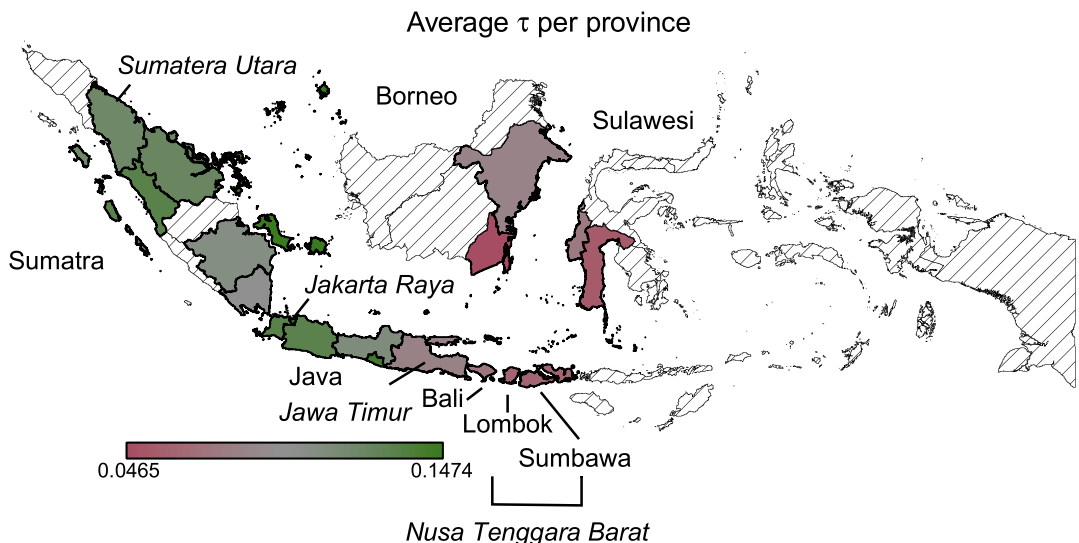 Average τ per province
Sumatera Utara
Borneo
Sulawesi
Sumatra
Jakarta Raya
Java
Jawa Timur
Bali
Lombok
Sumbawa
0.0465
0.1474
Nusa Tenggara Barat